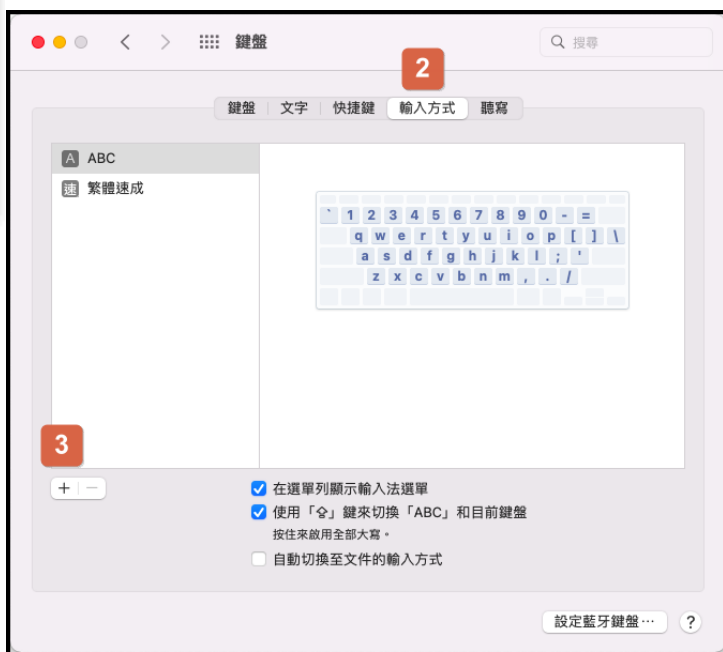 鍵盤
搜尋
2
鍵盤 文字 快捷鍵 輸入方式 聽寫
A ABC
速 繁體速成
` 1 2 3 4 5 6 7 8 9 0 - =
q w e r t y u i o p [ ] \
a s d f g h j k l ; '
z x c v b n m , . /
3
+ −
在選單列顯示輸入法選單
使用「⇪」鍵來切換「ABC」和目前鍵盤
按住來啟用全部大寫。
自動切換至文件的輸入方式
設定藍牙鍵盤⋯ ?